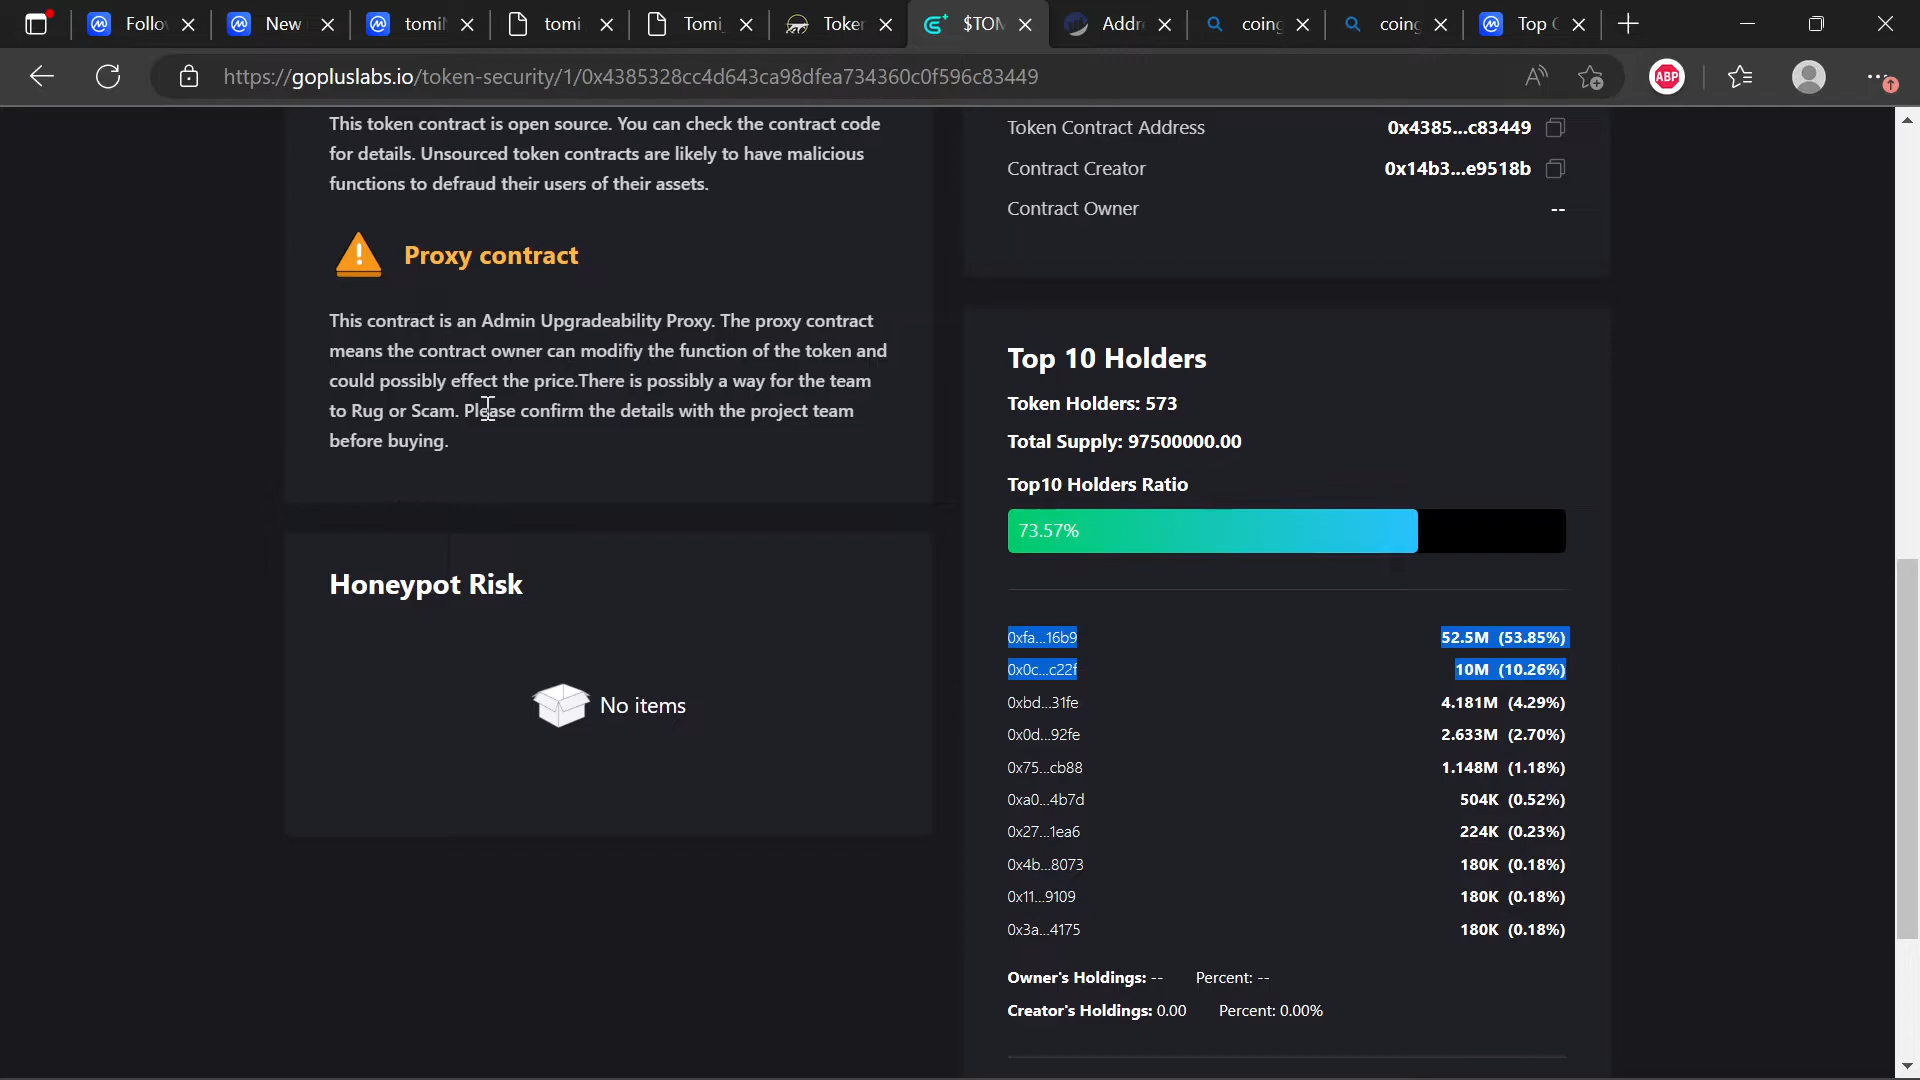 Follo
New
tomi
tomi
Tomi
Token
$TOM
Addr
coing
coing
Top
https://gopluslabs.io/token-security/1/0x4385328cc4d643ca98dfea734360c0f596c83449
ABP
This token contract is open source. You can check the contract code
for details. Unsourced token contracts are likely to have malicious
functions to defraud their users of their assets.
Proxy contract
This contract is an Admin Upgradeability Proxy. The proxy contract
means the contract owner can modifiy the function of the token and
could possibly effect the price.There is possibly a way for the team
to Rug or Scam. Please confirm the details with the project team
before buying.
Honeypot Risk
No items
Token Contract Address 0x4385...c83449
Contract Creator 0x14b3...e9518b
Contract Owner --
Top 10 Holders
Token Holders: 573
Total Supply: 97500000.00
Top10 Holders Ratio
73.57%
0xfa...16b9 52.5M (53.85%)
0x0c...c22f 10M (10.26%)
0xbd...31fe 4.181M (4.29%)
0x0d...92fe 2.633M (2.70%)
0x75...cb88 1.148M (1.18%)
0xa0...4b7d 504K (0.52%)
0x27...1ea6 224K (0.23%)
0x4b...8073 180K (0.18%)
0x11...9109 180K (0.18%)
0x3a...4175 180K (0.18%)
Owner's Holdings: -- Percent: --
Creator's Holdings: 0.00 Percent: 0.00%